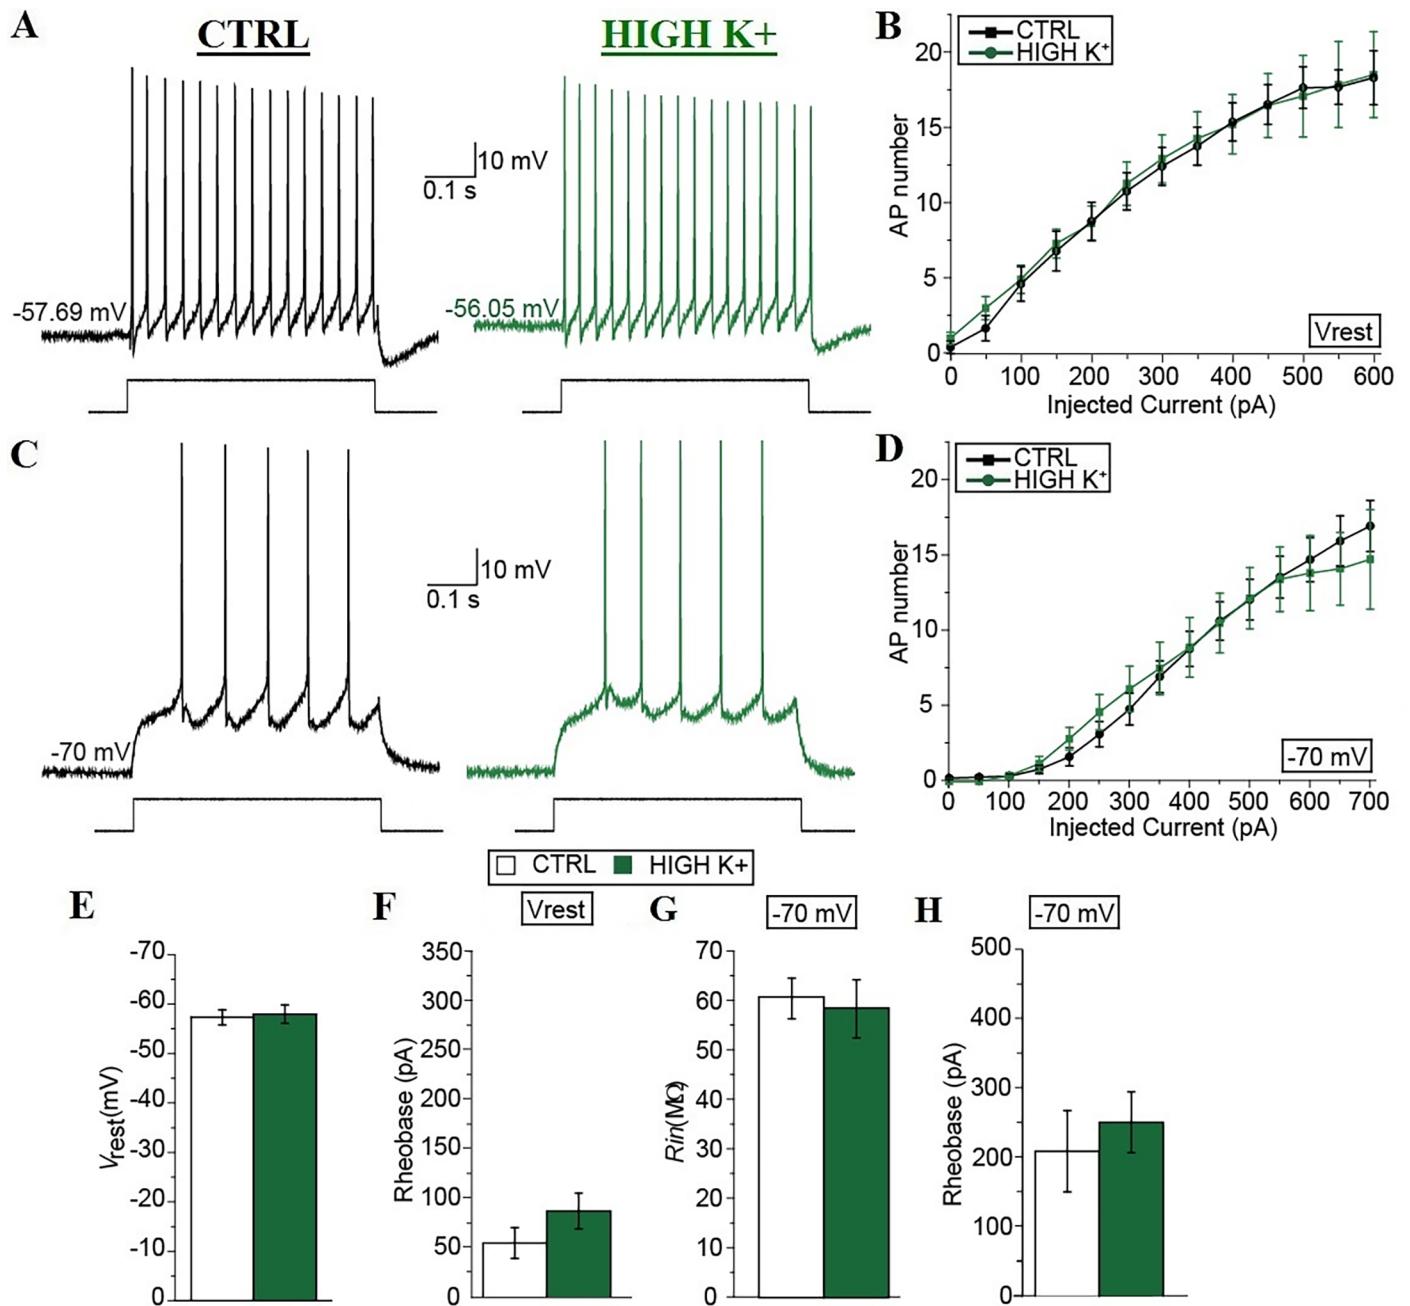 A
CTRL
HIGH K+
-57.69 mV
10 mV
0.1 s
-56.05 mV
B
CTRL
HIGH K⁺
AP number
20
15
10
5
0
Vrest
0 100 200 300 400 500 600
Injected Current (pA)
C
-70 mV
10 mV
0.1 s
D
CTRL
HIGH K⁺
AP number
20
15
10
5
0
-70 mV
0 100 200 300 400 500 600 700
Injected Current (pA)
CTRL HIGH K+
E
Vrest(mV)
-70
-60
-50
-40
-30
-20
-10
0
F
Vrest
Rheobase (pA)
350
300
250
200
150
100
50
0
G
-70 mV
Rin(MΩ)
70
60
50
40
30
20
10
0
H
-70 mV
Rheobase (pA)
500
400
300
200
100
0